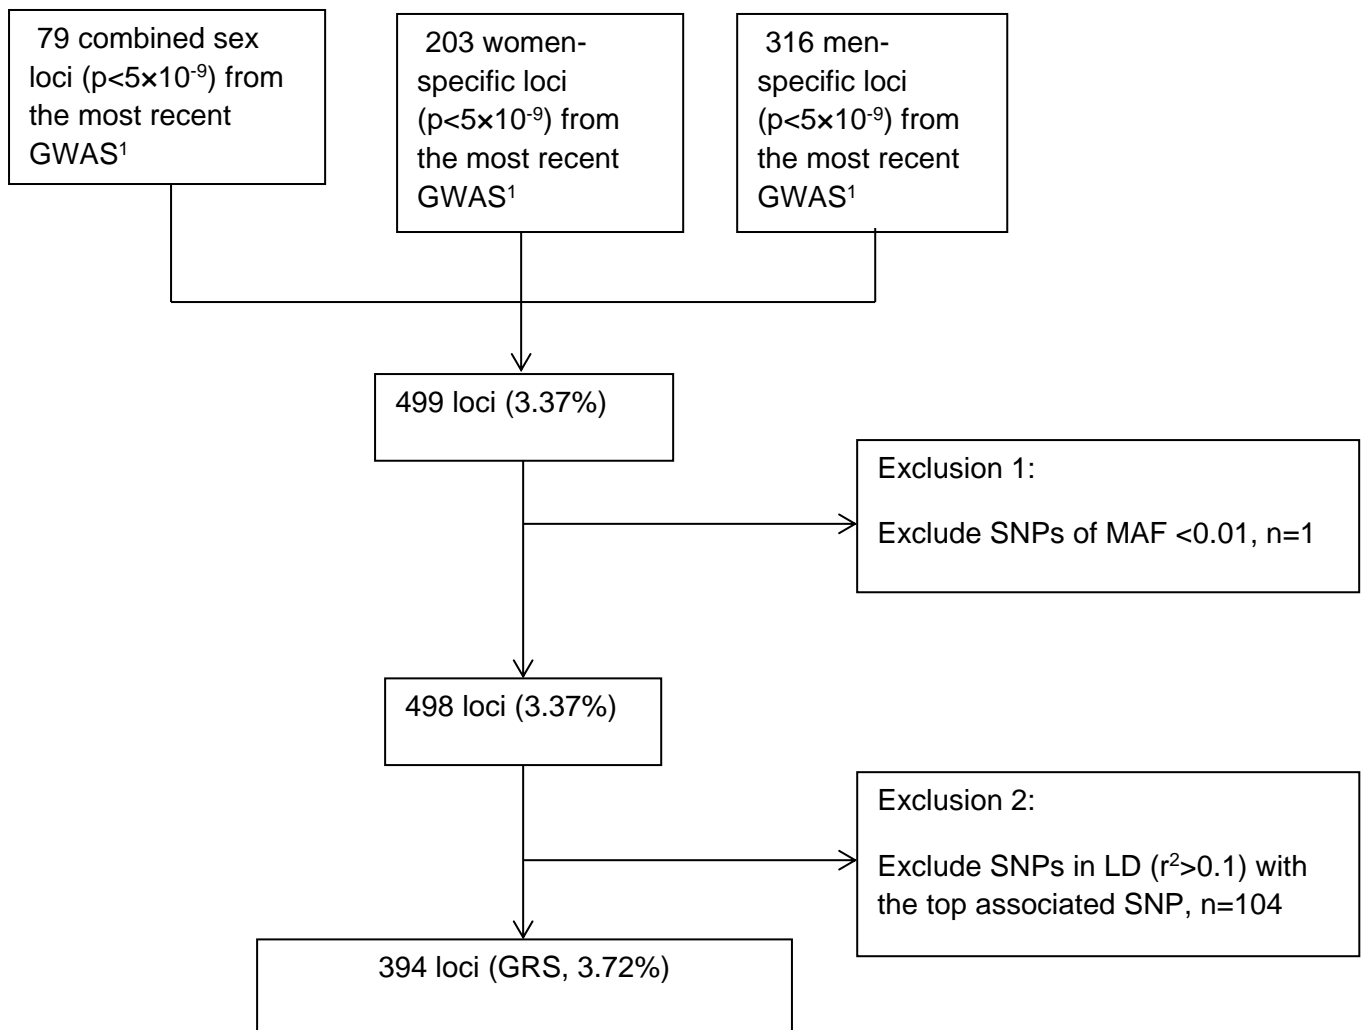 79 combined sex
loci (p<5×10⁻⁹) from
the most recent
GWAS¹
203 women-
specific loci
(p<5×10⁻⁹) from
the most recent
GWAS¹
316 men-
specific loci
(p<5×10⁻⁹) from
the most recent
GWAS¹
499 loci (3.37%)
Exclusion 1:
Exclude SNPs of MAF <0.01, n=1
498 loci (3.37%)
Exclusion 2:
Exclude SNPs in LD (r²>0.1) with
the top associated SNP, n=104
394 loci (GRS, 3.72%)